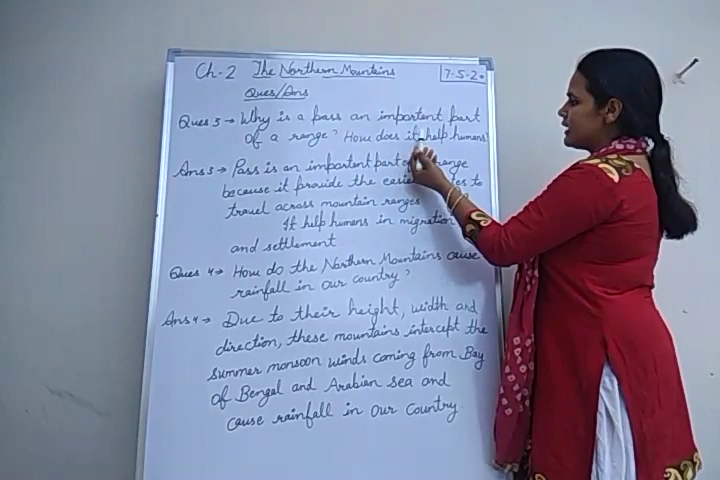 Ch-2 The Northern Mountains
7-5-20
Ques/Ans
Ques 3 → Why is a pass an important part
of a range? How does it help humans?
Ans 3 → Pass is an important part range
because it provide the to
travel across mountain ranges
It help humans in migration
and settlement
Ques 4 → How do the Northern Mountains cause
rainfall in our country?
Ans 4 → Due to their height, width and
direction, these mountains intercept the
summer monsoon winds coming from Bay
of Bengal and Arabian sea and
cause rainfall in our country.